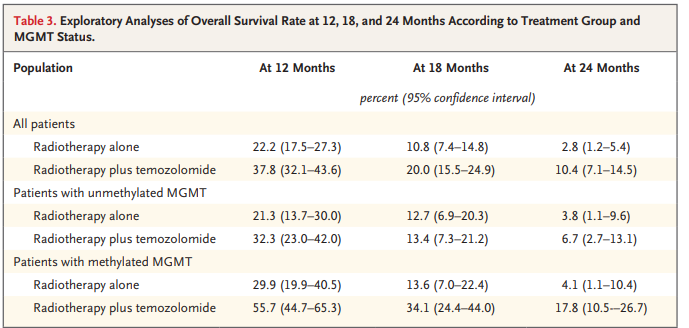 Table 3. Exploratory Analyses of Overall Survival Rate at 12, 18, and 24 Months According to Treatment Group and
MGMT Status.
Population At 12 Months At 18 Months At 24 Months
percent (95% confidence interval)
All patients
Radiotherapy alone 22.2 (17.5–27.3) 10.8 (7.4–14.8) 2.8 (1.2–5.4)
Radiotherapy plus temozolomide 37.8 (32.1–43.6) 20.0 (15.5–24.9) 10.4 (7.1–14.5)
Patients with unmethylated MGMT
Radiotherapy alone 21.3 (13.7–30.0) 12.7 (6.9–20.3) 3.8 (1.1–9.6)
Radiotherapy plus temozolomide 32.3 (23.0–42.0) 13.4 (7.3–21.2) 6.7 (2.7–13.1)
Patients with methylated MGMT
Radiotherapy alone 29.9 (19.9–40.5) 13.6 (7.0–22.4) 4.1 (1.1–10.4)
Radiotherapy plus temozolomide 55.7 (44.7–65.3) 34.1 (24.4–44.0) 17.8 (10.5-–26.7)